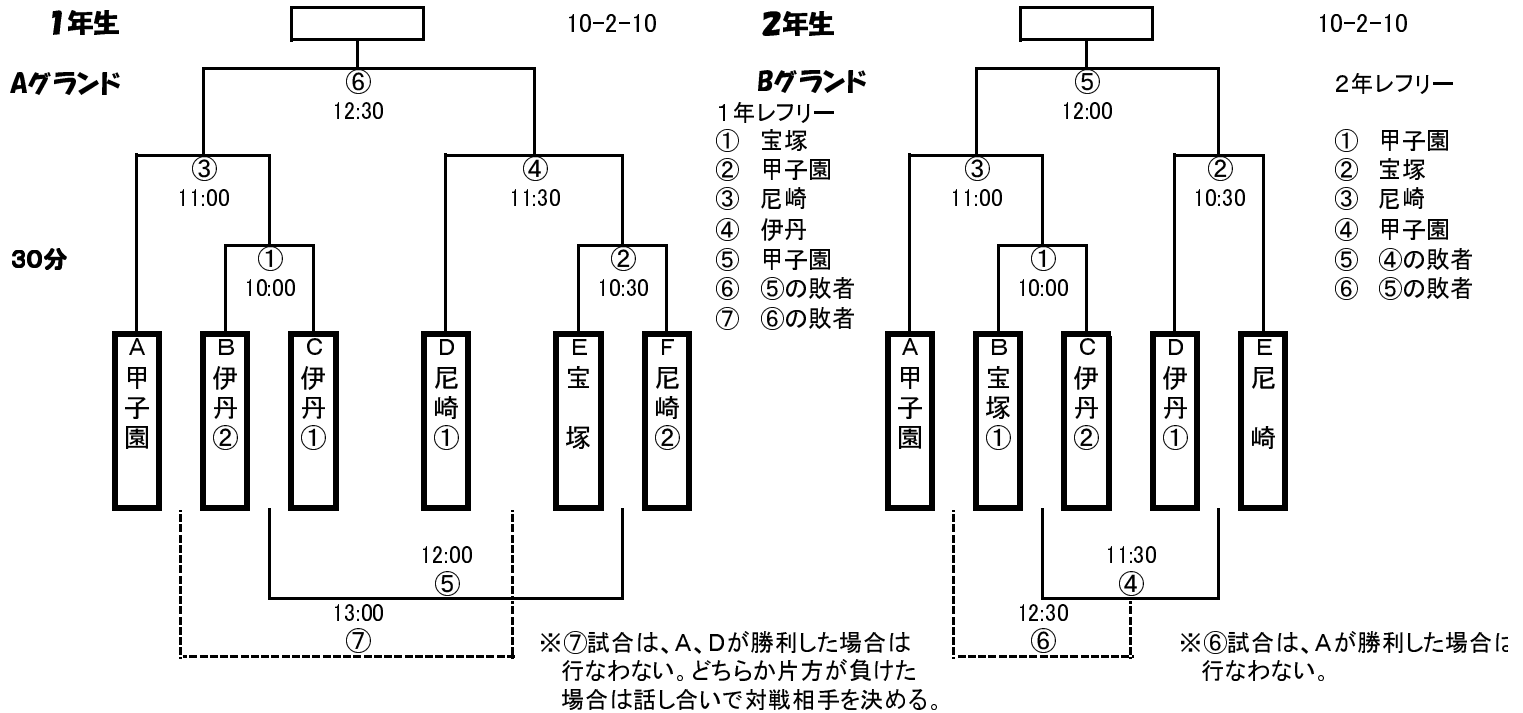 1年生
10-2-10
Aグランド
⑥
12:30
③
11:00
④
11:30
30分
①
10:00
②
10:30
A甲子園
B伊丹②
C伊丹①
D尼崎①
E宝 塚
F尼崎②
12:00
⑤
13:00
⑦
※⑦試合は、A、Dが勝利した場合は
行なわない。どちらか片方が負けた
場合は話し合いで対戦相手を決める。
1年レフリー
① 宝塚
② 甲子園
③ 尼崎
④ 伊丹
⑤ 甲子園
⑥ ⑤の敗者
⑦ ⑥の敗者
2年生
10-2-10
Bグランド
⑤
12:00
③
11:00
②
10:30
①
10:00
A甲子園
B宝塚①
C伊丹②
D伊丹①
E尼 崎
11:30
④
12:30
⑥
※⑥試合は、Aが勝利した場合は
行なわない。
2年レフリー
① 甲子園
② 宝塚
③ 尼崎
④ 甲子園
⑤ ④の敗者
⑥ ⑤の敗者